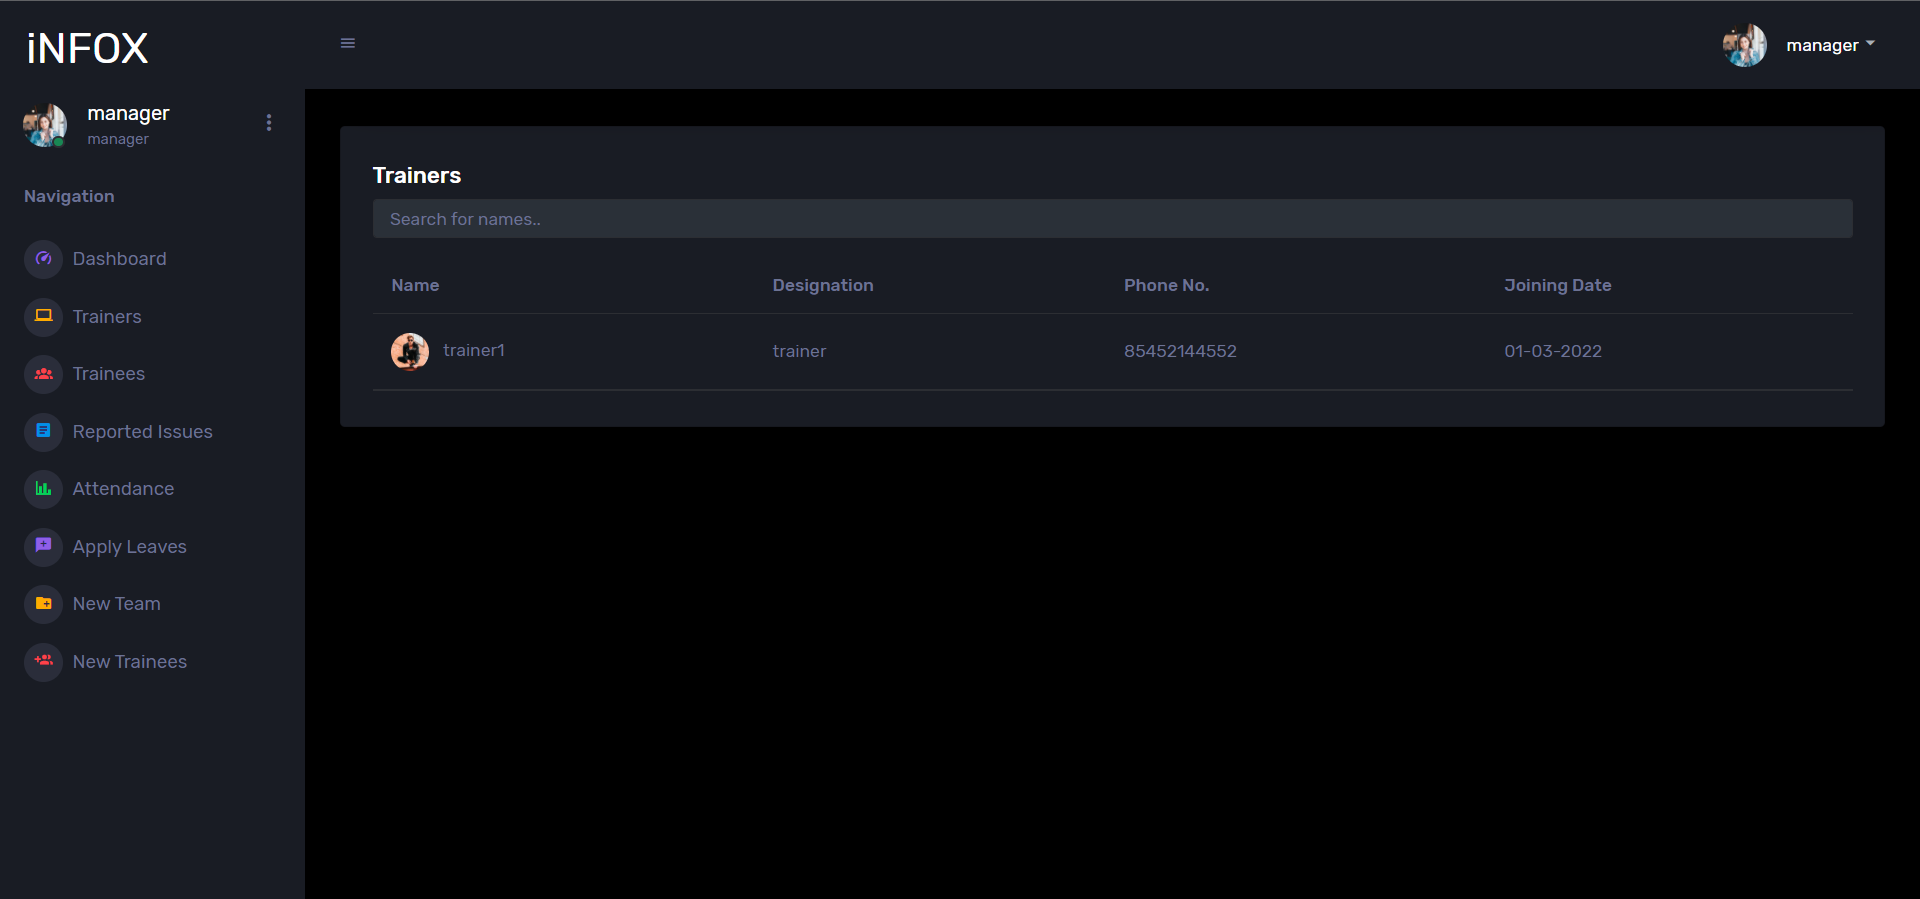 iNFOX
manager
manager
manager
Navigation
Dashboard
Trainers
Trainees
Reported Issues
Attendance
Apply Leaves
New Team
New Trainees
Trainers
Search for names..
Name Designation Phone No. Joining Date
trainer1 trainer 85452144552 01-03-2022